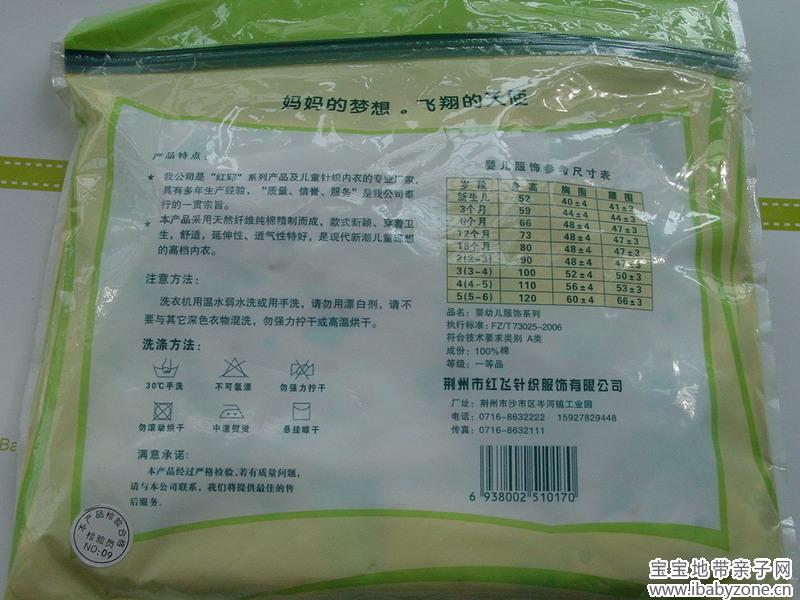 妈妈的梦想。飞翔的天使
产品特点：
★ 我公司是“红孩”系列产品及儿童针织内衣的专业厂家，
具有多年生产经验，“质量、信誉、服务”是我公司奉
行的一贯宗旨。
★ 本产品采用天然纤维纯棉精制而成，款式新颖、穿着卫
生，舒适，延伸性、透气性特好，是现代新潮儿童理想
的高档内衣。
注意方法：
洗衣机用温水弱水洗或用手洗，请勿用漂白剂，请不
要与其它深色衣物混洗，勿强力拧干或高温烘干。
洗涤方法：
30℃手洗 不可氯漂 勿强力拧干
勿滚动烘干 中温熨烫 悬挂晾干
满意承诺：
本产品经过严格检验，若有质量问题，
请与本公司联系，我们将提供最佳的售
后服务。
婴儿服饰参考尺寸表
岁 段 身 高 胸 围 腰 围
新生儿 52 40±4 41±3
3个月 59 44±4 44±3
6个月 66 48±4 47±3
12个月 73 48±4 47±3
18个月 80 48±4 47±3
2(2-3) 90 48±4 47±3
3(3-4) 100 52±4 50±3
4(4-5) 110 56±4 53±3
5(5-6) 120 60±4 66±3
品名：婴幼儿服饰系列
执行标准：FZ/T73025-2006
符合技术要求类别 A类
成份：100%棉
等级：一等品
荆州市红飞针织服饰有限公司
厂址：荆州市沙市区岑河镇工业园
电话：0716-8632222 15927829448
传真：0716-8632111
6 938002 510170
本产品检验合格
检验员
NO:09
Ba
宝宝地带亲子网
www.ibabyzone.cn